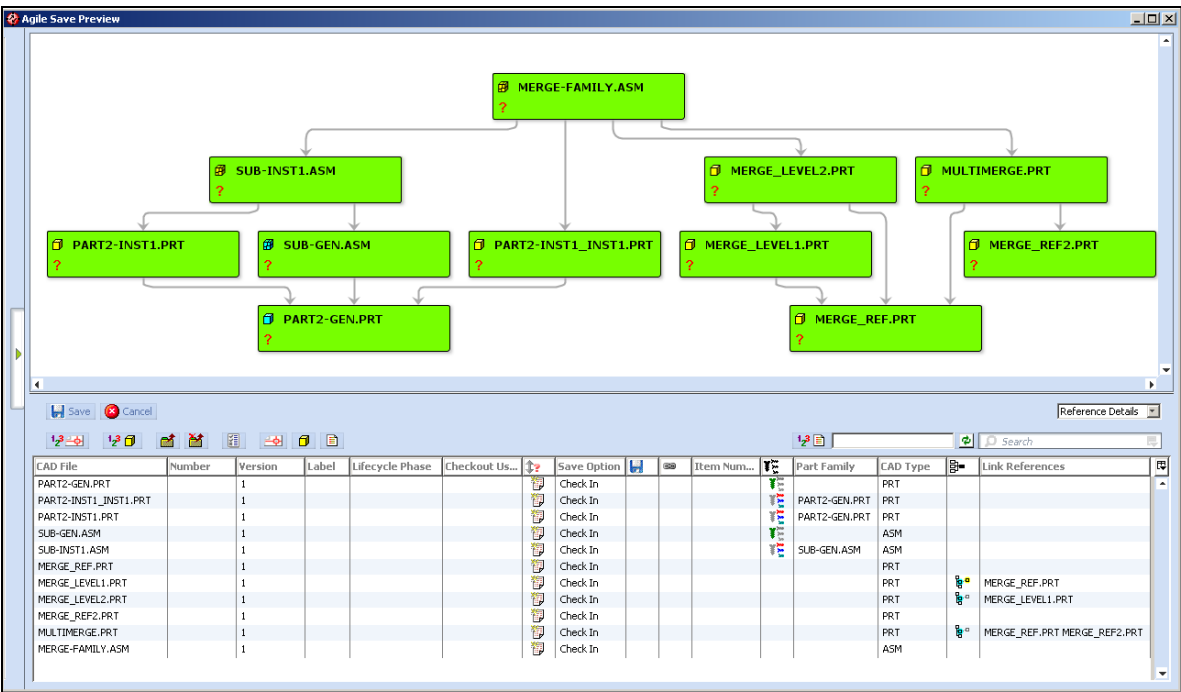 Agile Save Preview
MERGE-FAMILY.ASM
?
SUB-INST1.ASM
?
MERGE_LEVEL2.PRT
?
MULTIMERGE.PRT
?
PART2-INST1.PRT
?
SUB-GEN.ASM
?
PART2-INST1_INST1.PRT
?
MERGE_LEVEL1.PRT
?
MERGE_REF2.PRT
?
PART2-GEN.PRT
?
MERGE_REF.PRT
?
Save Cancel Reference Details
Search
CAD File Number Version Label Lifecycle Phase Checkout Us... Save Option Item Num... Part Family CAD Type Link References
PART2-GEN.PRT 1 Check In PRT
PART2-INST1_INST1.PRT 1 Check In PART2-GEN.PRT PRT
PART2-INST1.PRT 1 Check In PART2-GEN.PRT PRT
SUB-GEN.ASM 1 Check In ASM
SUB-INST1.ASM 1 Check In SUB-GEN.ASM ASM
MERGE_REF.PRT 1 Check In PRT
MERGE_LEVEL1.PRT 1 Check In PRT MERGE_REF.PRT
MERGE_LEVEL2.PRT 1 Check In PRT MERGE_LEVEL1.PRT
MERGE_REF2.PRT 1 Check In PRT
MULTIMERGE.PRT 1 Check In PRT MERGE_REF.PRT MERGE_REF2.PRT
MERGE-FAMILY.ASM 1 Check In ASM